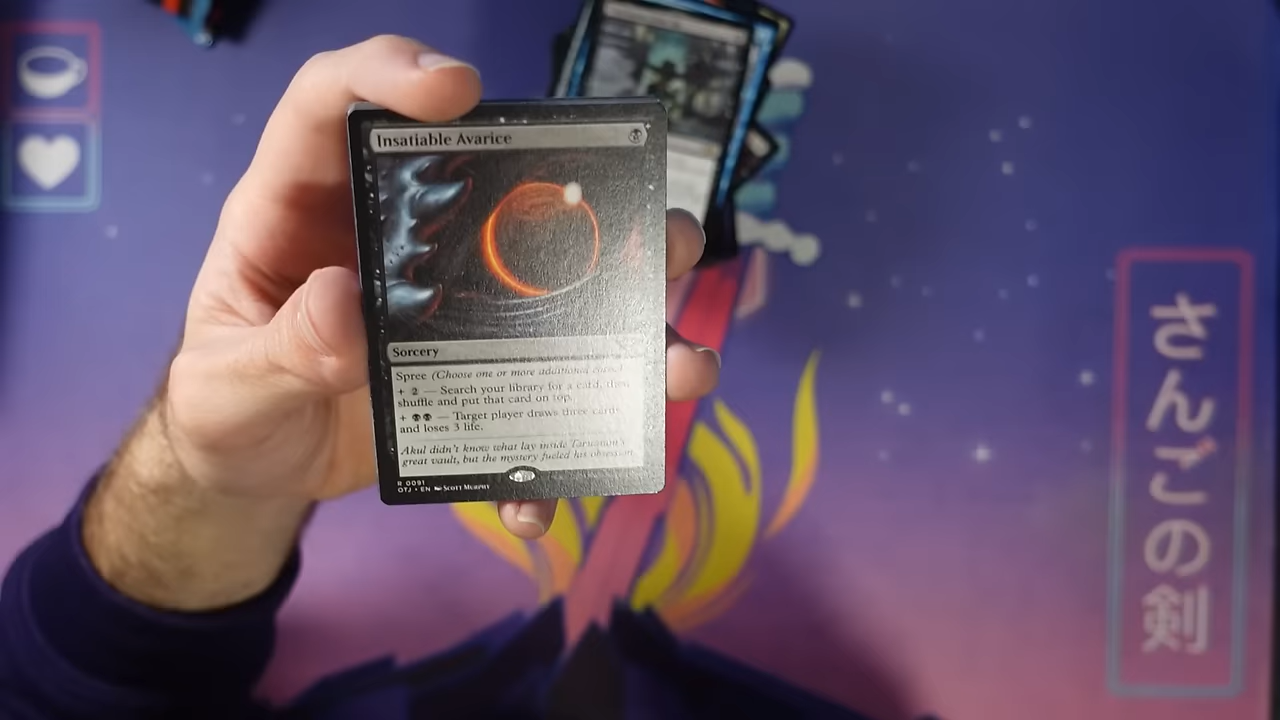 Insatiable Avarice
Sorcery
Spree (Choose one or more additional costs.)
+ 2 — Search your library for a card, then
shuffle and put that card on top.
+ — Target player draws three cards
and loses 3 life.
Akul didn't know what lay inside Tarnation's
great vault, but the mystery fueled his obsession.
R 0091
OTJ • EN Scott Murphy
さんごの剣